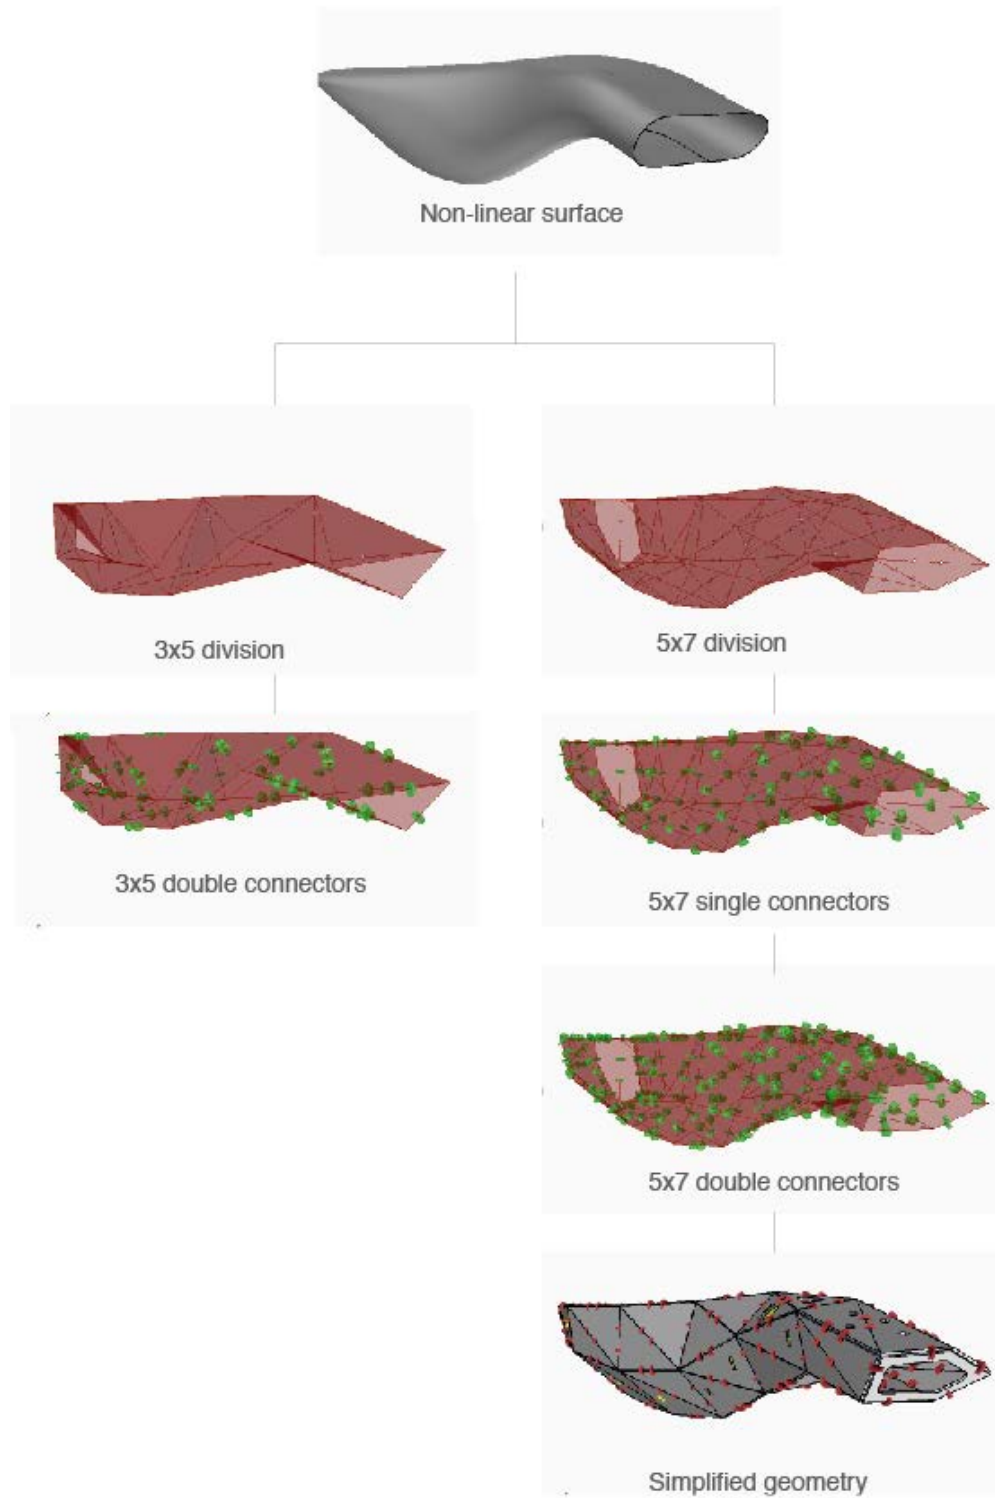 Non-linear surface
3x5 division
5x7 division
3x5 double connectors
5x7 single connectors
5x7 double connectors
Simplified geometry